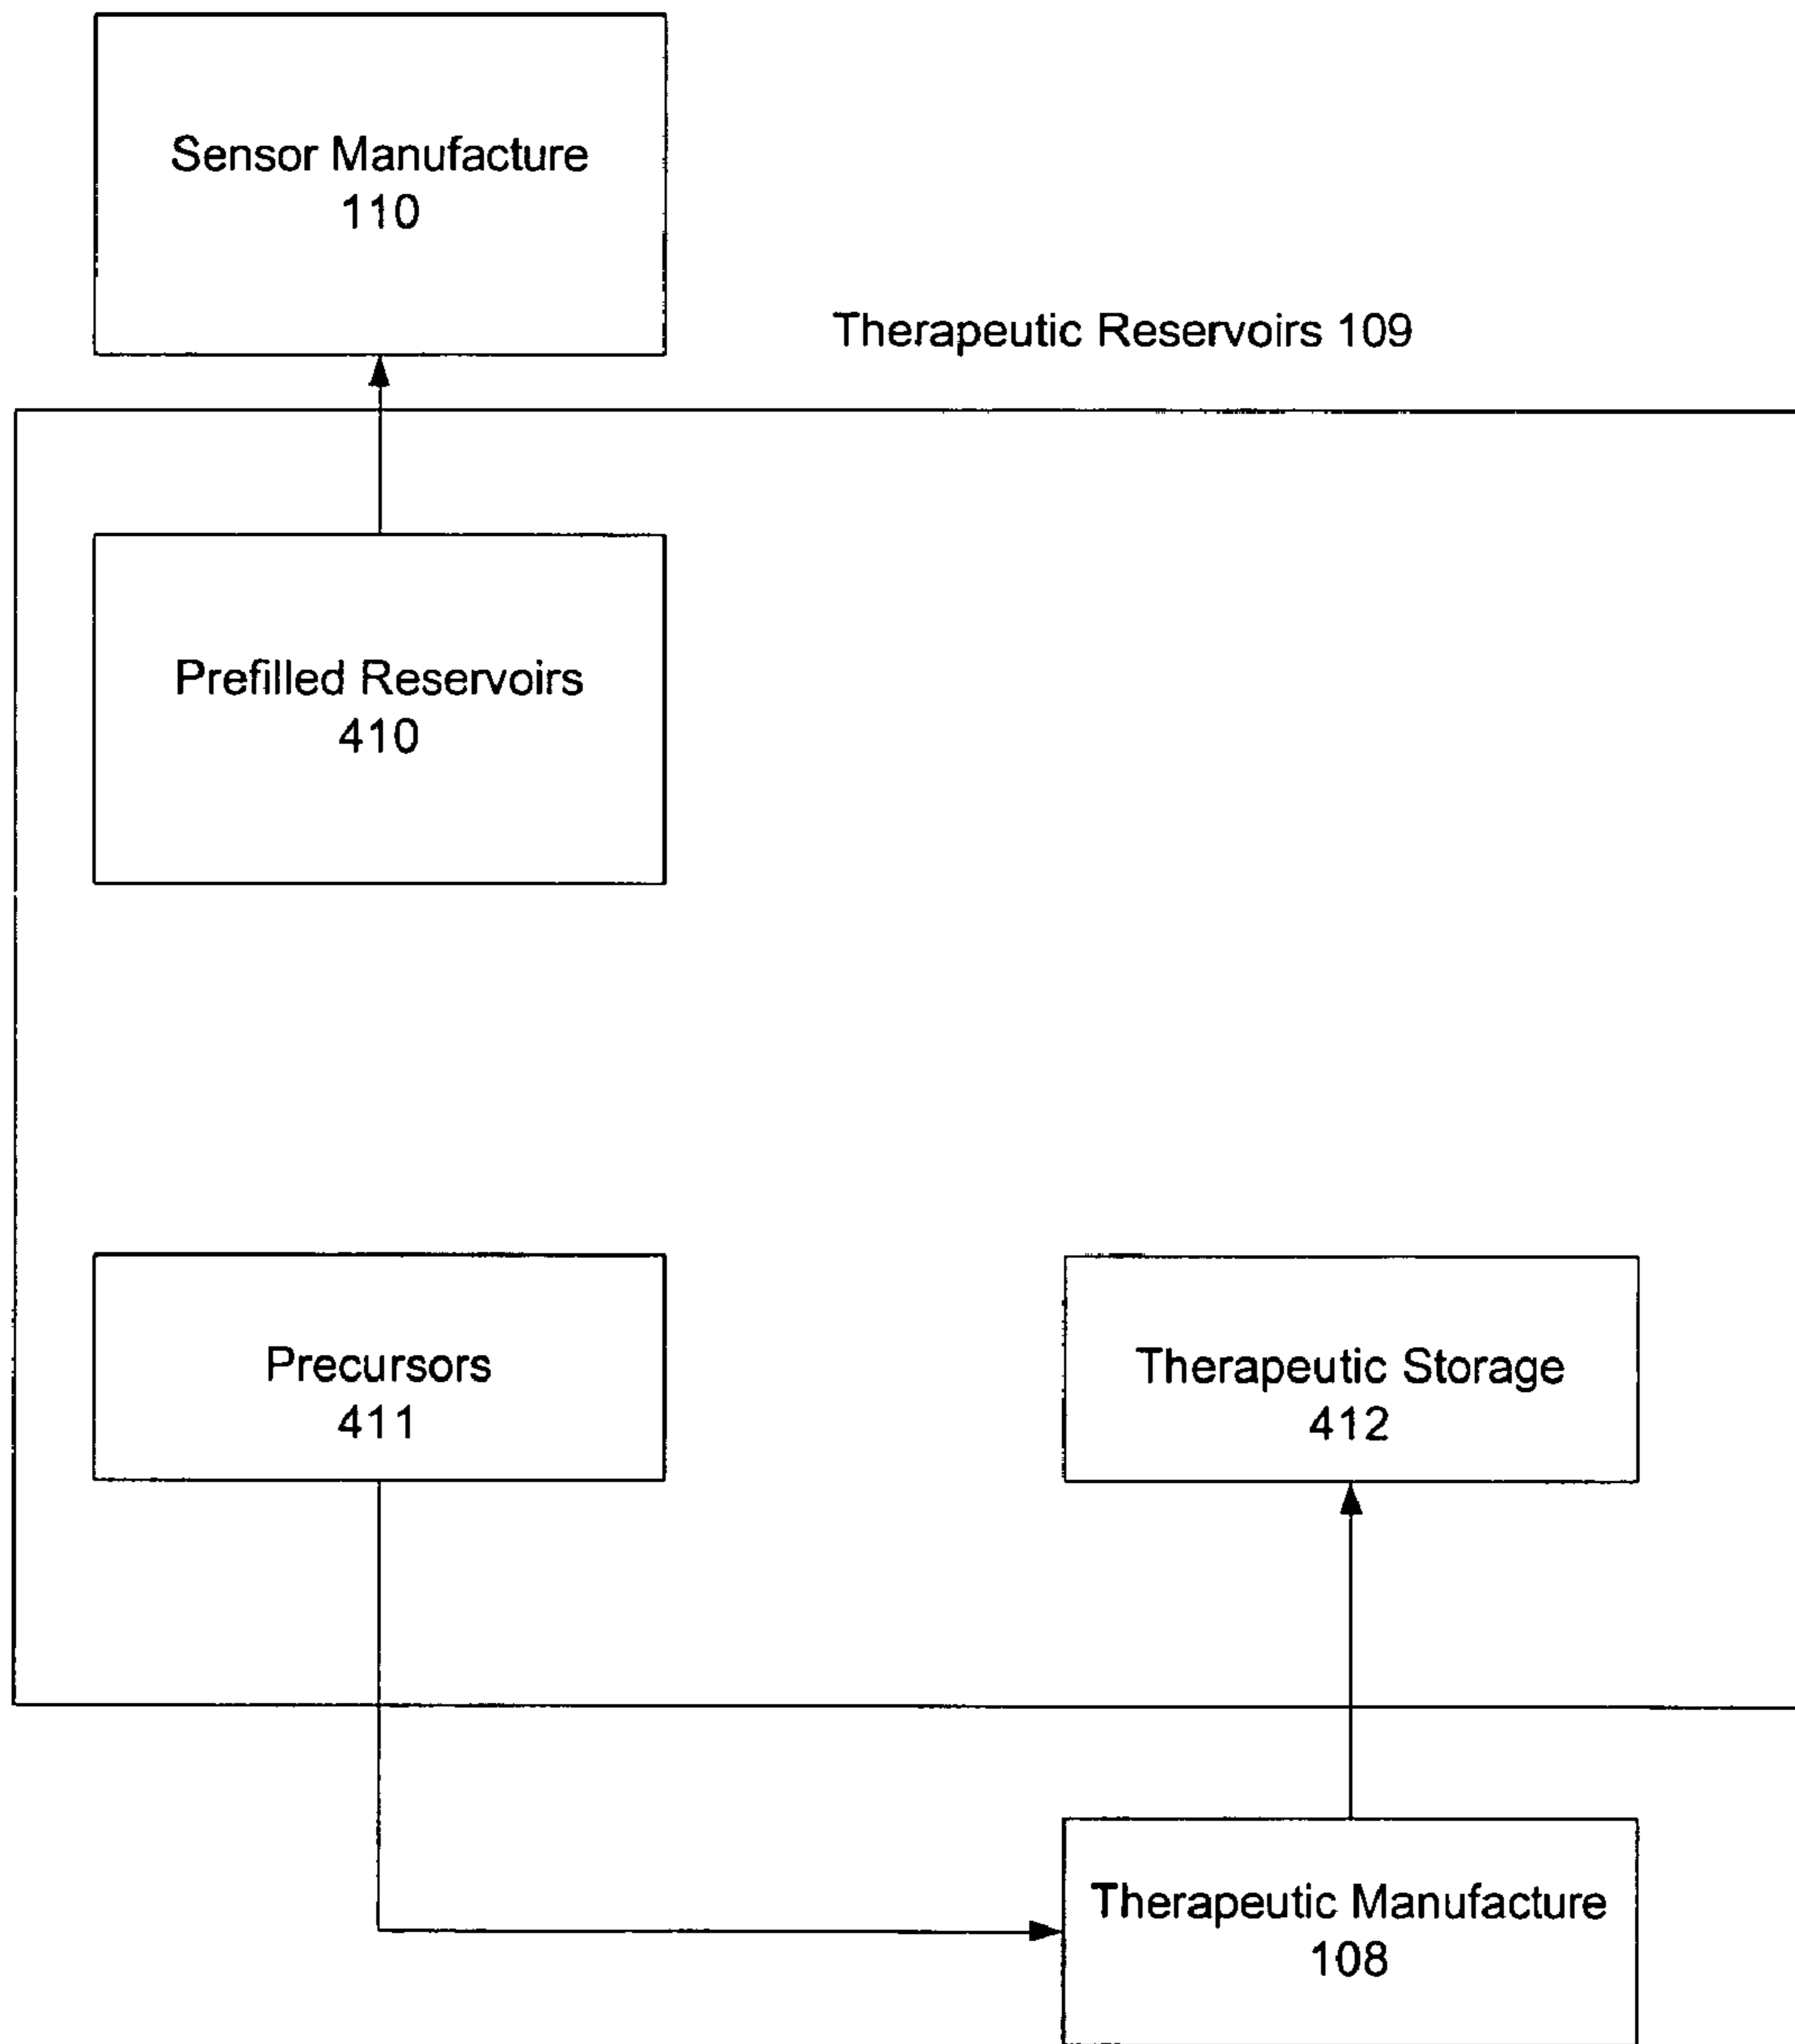 Sensor Manufacture
110
Therapeutic Reservoirs 109
Prefilled Reservoirs
410
Precursors
411
Therapeutic Storage
412
Therapeutic Manufacture
108